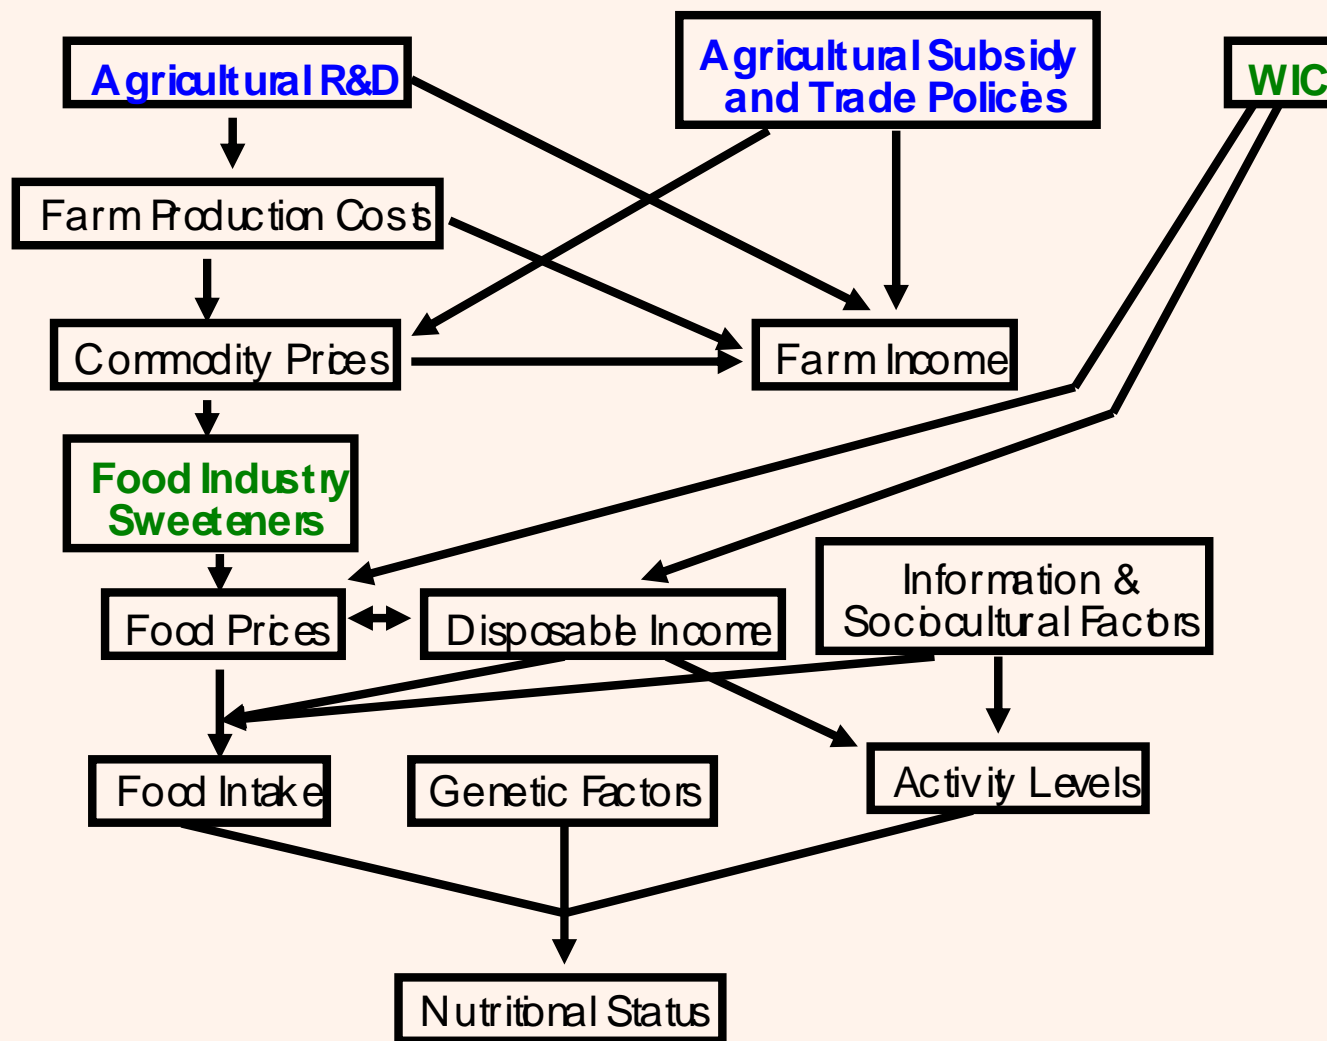 Agricultural R&D
Agricultural Subsidy
and Trade Policies
WIC
Farm Production Costs
Commodity Prices
Farm Income
Food Industry
Sweeteners
Information &
Sociocultural Factors
Food Prices
Disposable Income
Food Intake
Genetic Factors
Activity Levels
Nutritional Status